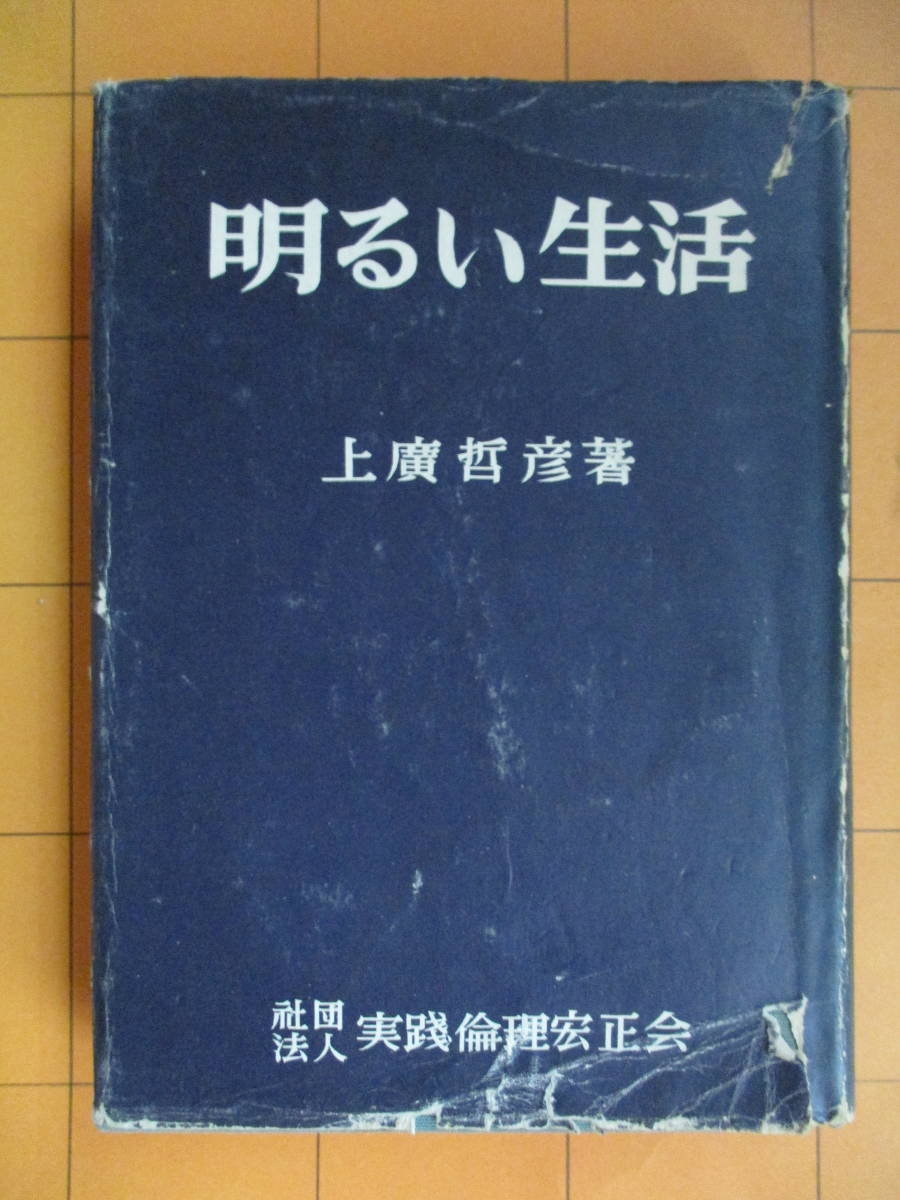 明るい生活
上廣哲彦著
社団法人 実踐倫理宏正会